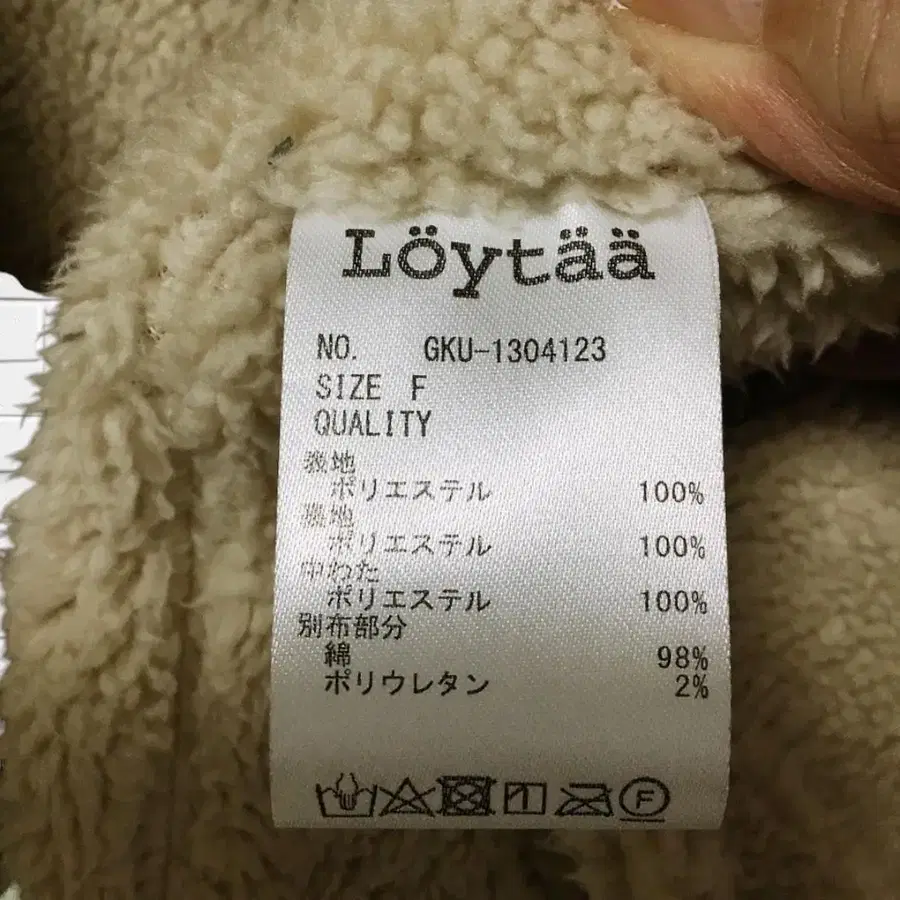 Löytää
NO. GKU-1304123
SIZE F
QUALITY
表地
ポリエステル 100%
裏地
ポリエステル 100%
中わた
ポリエステル 100%
別布部分
綿 98%
ポリウレタン 2%
F